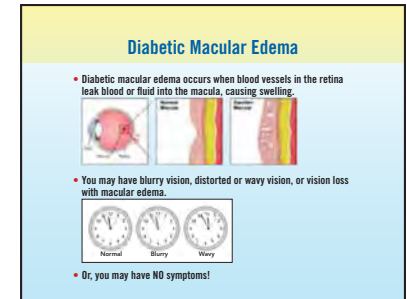 Diabetic Macular Edema
• Diabetic macular edema occurs when blood vessels in the retina
leak blood or fluid into the macula, causing swelling.
Normal
Macula
Swollen
Macula
• You may have blurry vision, distorted or wavy vision, or vision loss
with macular edema.
Normal Blurry Wavy
• Or, you may have NO symptoms!